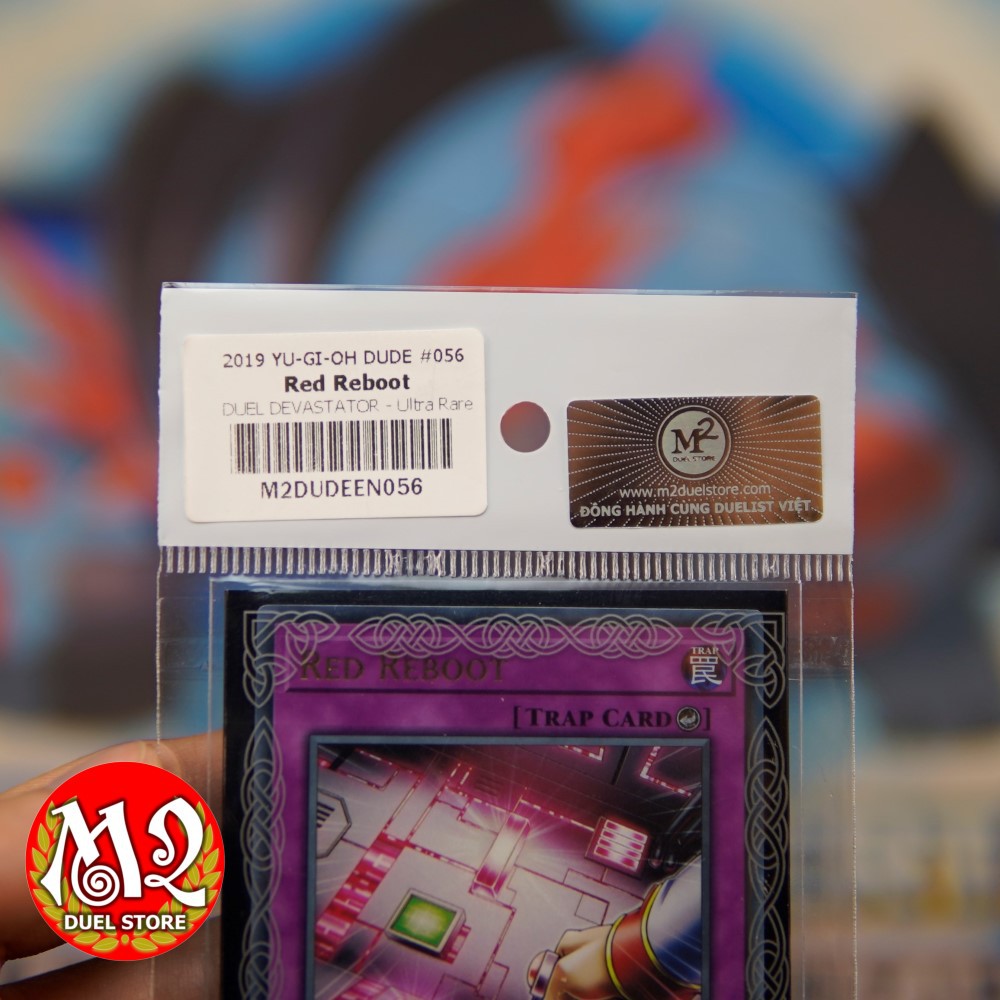 2019 YU-GI-OH DUDE #056
Red Reboot
DUEL DEVASTATOR - Ultra Rare
M2DUDEEN056
M2
DUEL STORE
www.m2duelstore.com
ĐỒNG HÀNH CÙNG DUELIST VIỆT
RED REBOOT
TRAP
罠
[TRAP CARD]
M2
DUEL STORE